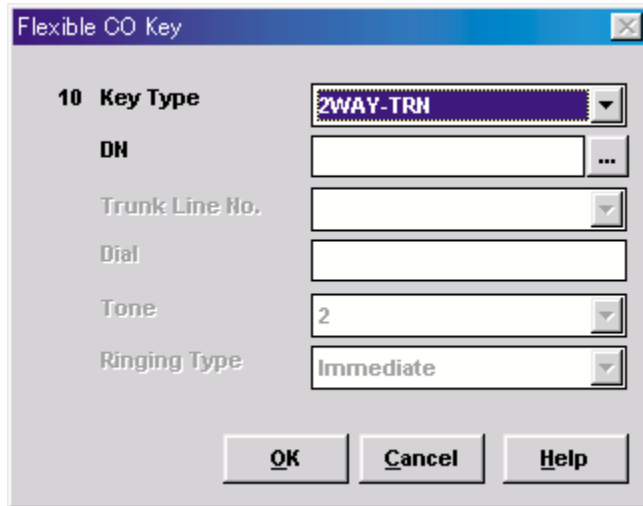 Flexible CO Key
10 Key Type 2WAY-TRN
DN ...
Trunk Line No.
Dial
Tone 2
Ringing Type Immediate
OK Cancel Help